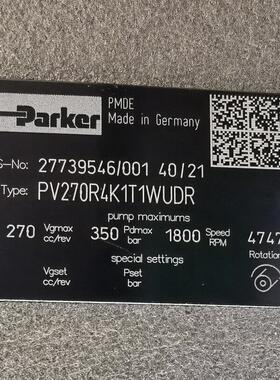 Parker
PMDE
Made in Germany
S-No: 27739546/001 40/21
Type: PV270R4K1T1WUDR
pump maximums
270 Vgmax cc/rev 350 Pdmax bar 1800 Speed RPM 4747
special settings
Vgset cc/rev Pset bar Rotation